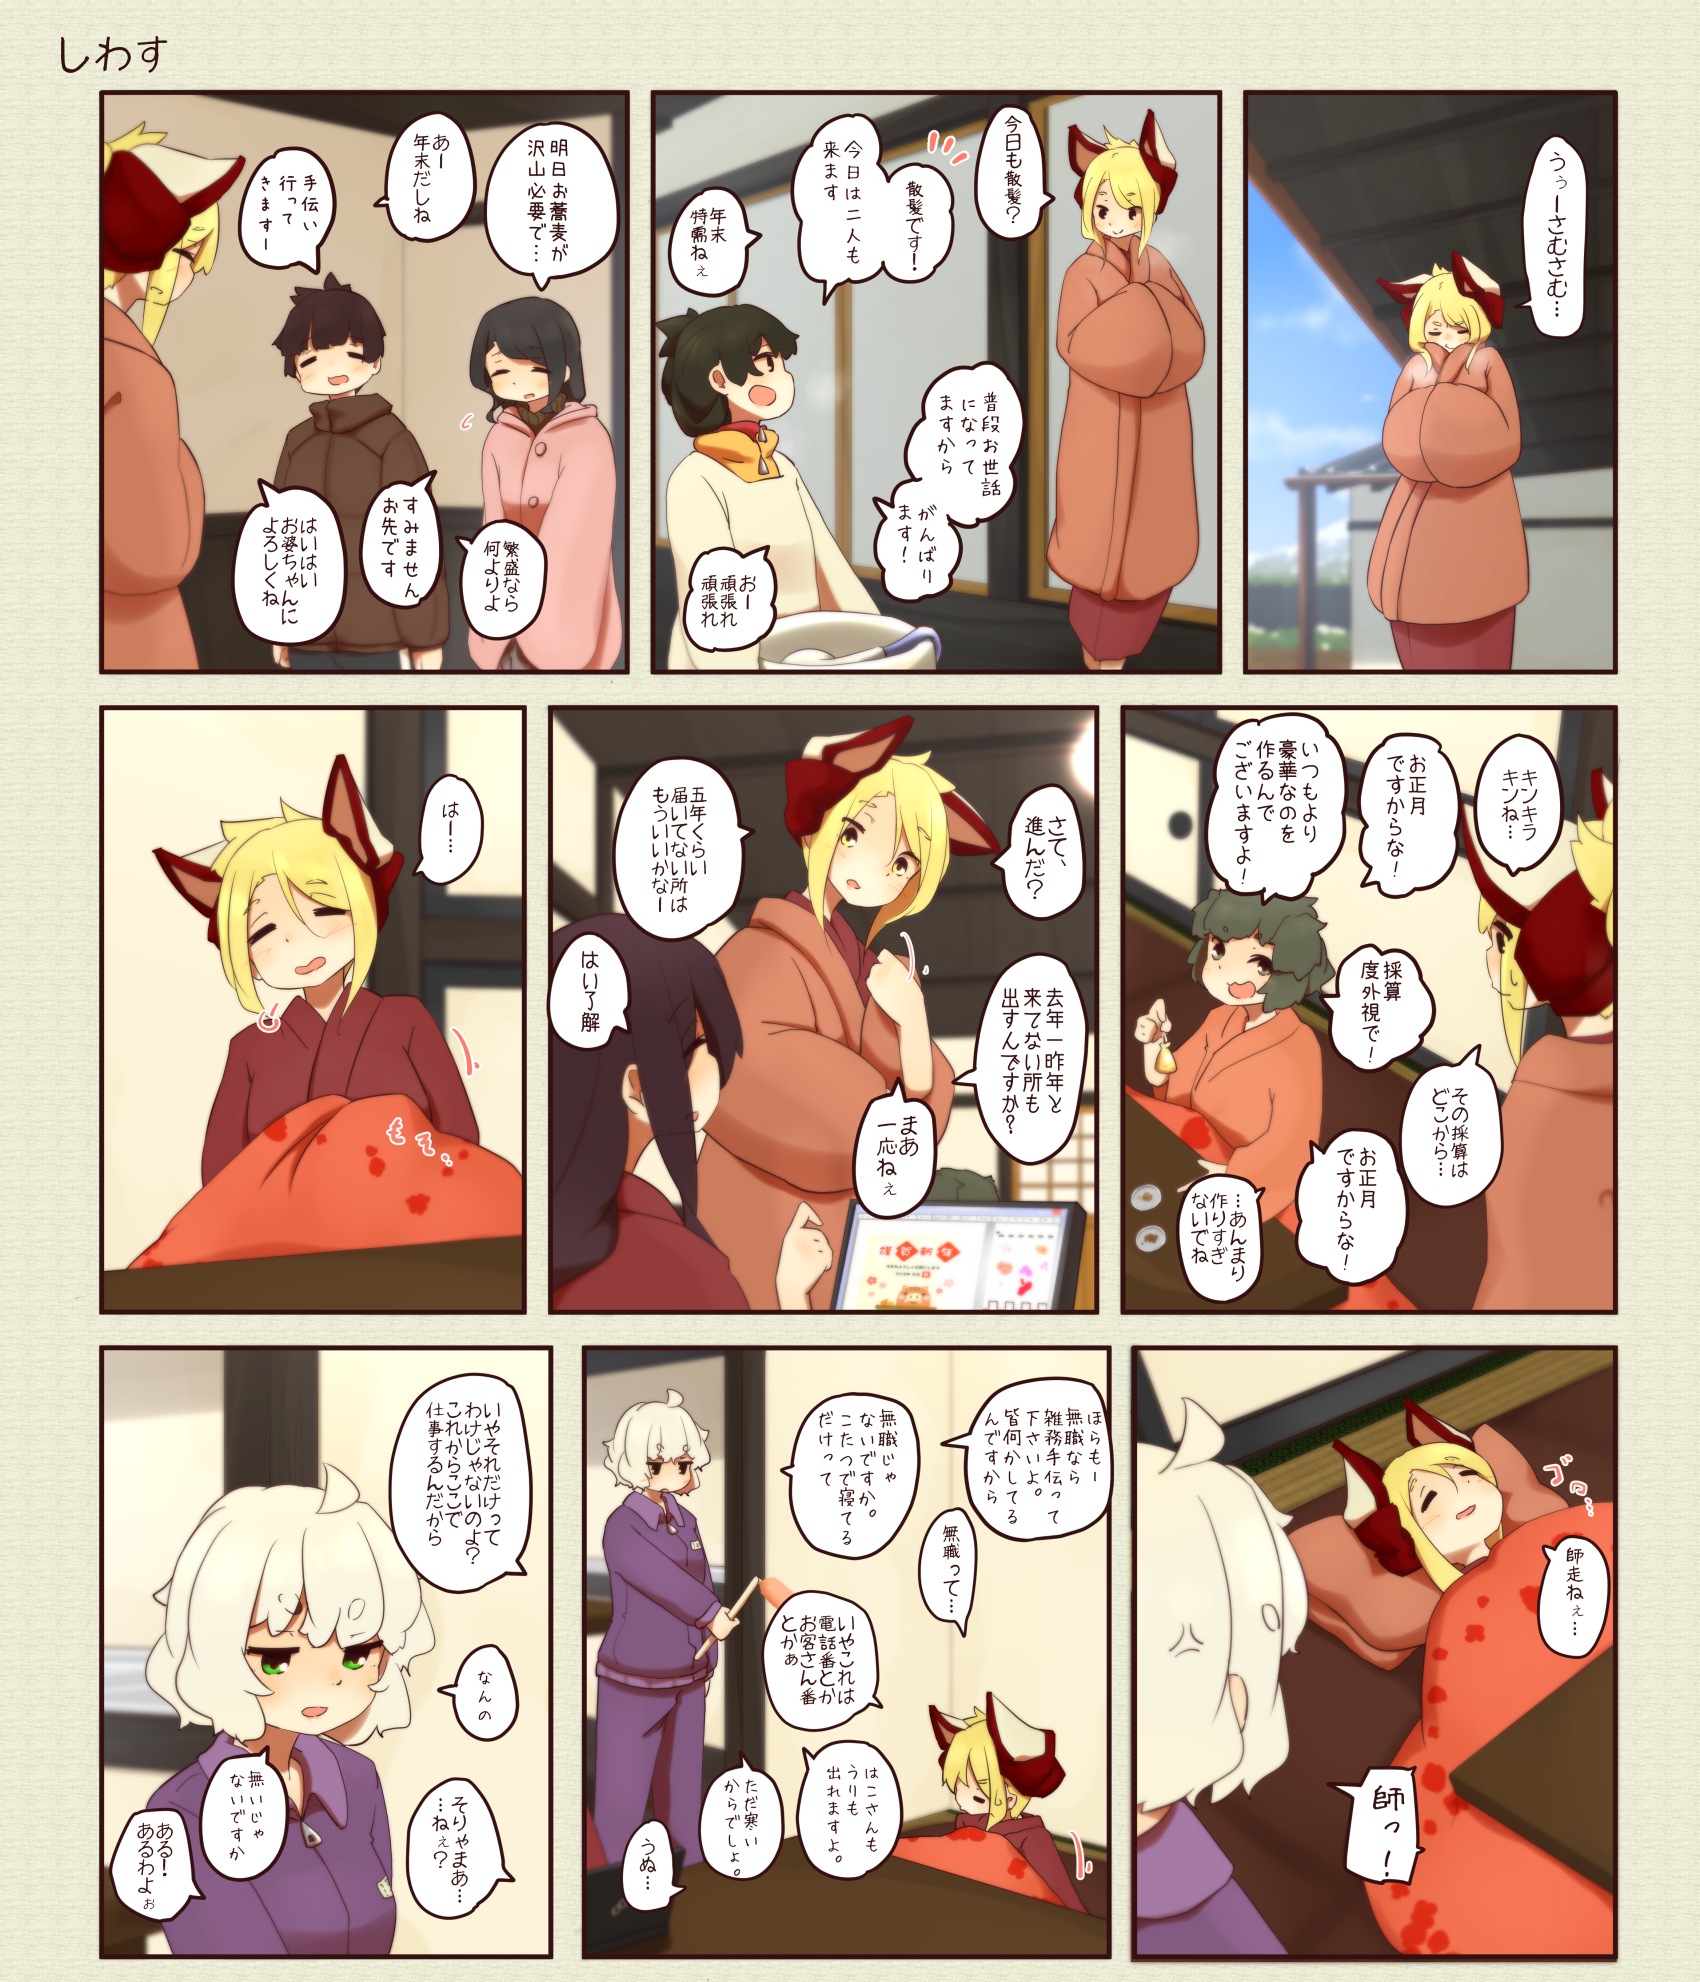 しわす
うぅーさむさむ…
今日も散髪?
散髪です!
今日は二人も
来ます
年末
特需ねぇ
普段お世話
になって
ますから
がんばり
ます!
おー
頑張れ
頑張れ
明日お蕎麦が
沢山必要で…
あー
年末だしね
手伝い
行って
きますー
繁盛なら
何よりよ
すみません
お先です
はいはい
お婆ちゃんに
よろしくね
キンキラ
キンね…
お正月
ですからな!
いつもより
豪華なのを
作るんで
ございますよ!
採算
度外視で!
その採算は
どこから…
お正月
ですからな!
…あんまり
作りすぎ
ないでね
さて、
進んだ?
五年くらい
届いてない所は
もういいかなー
はい了解
去年一昨年と
来てない所も
出すんですか?
まあ
一応ねぇ
謹賀新年
はー…
もぞ…
ゴロ…
師走ねぇ…
師っ!
ほらもー
無職なら
雑務手伝って
下さいよ。
皆何かしてる
んですから
無職って…
無職じゃ
ないですか。
こたつで寝てる
だけって
いやこれは
電話番とか
お客さん番
とかぁ
はこさんも
うりも
出れますよ。
ただ寒い
からでしょ。
うぬ…
いやそれだけって
わけじゃないのよ?
これからここで
仕事するんだから
なんの
そりゃまあ…
…ねぇ?
無いじゃ
ないですか
ある!
あるわよぉ